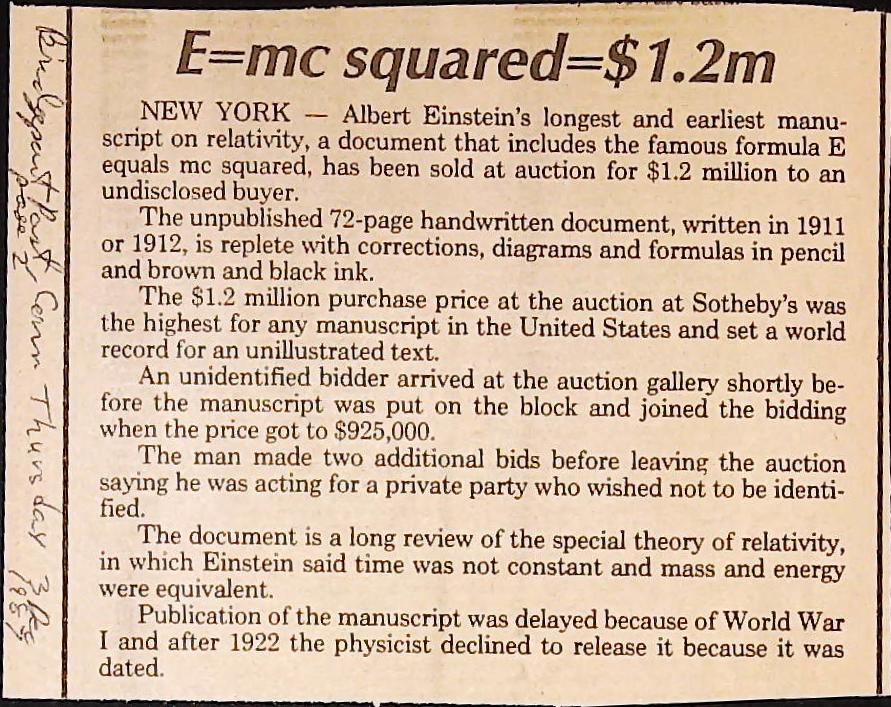 E=mc squared=$1.2m
NEW YORK — Albert Einstein's longest and earliest manu-
script on relativity, a document that includes the famous formula E
equals mc squared, has been sold at auction for $1.2 million to an
undisclosed buyer.
The unpublished 72-page handwritten document, written in 1911
or 1912, is replete with corrections, diagrams and formulas in pencil
and brown and black ink.
The $1.2 million purchase price at the auction at Sotheby's was
the highest for any manuscript in the United States and set a world
record for an unillustrated text.
An unidentified bidder arrived at the auction gallery shortly be-
fore the manuscript was put on the block and joined the bidding
when the price got to $925,000.
The man made two additional bids before leaving the auction
saying he was acting for a private party who wished not to be identi-
fied.
The document is a long review of the special theory of relativity,
in which Einstein said time was not constant and mass and energy
were equivalent.
Publication of the manuscript was delayed because of World War
I and after 1922 the physicist declined to release it because it was
dated.
Bridgeport Post Conn Thursday 3 Dec
page 2
1987